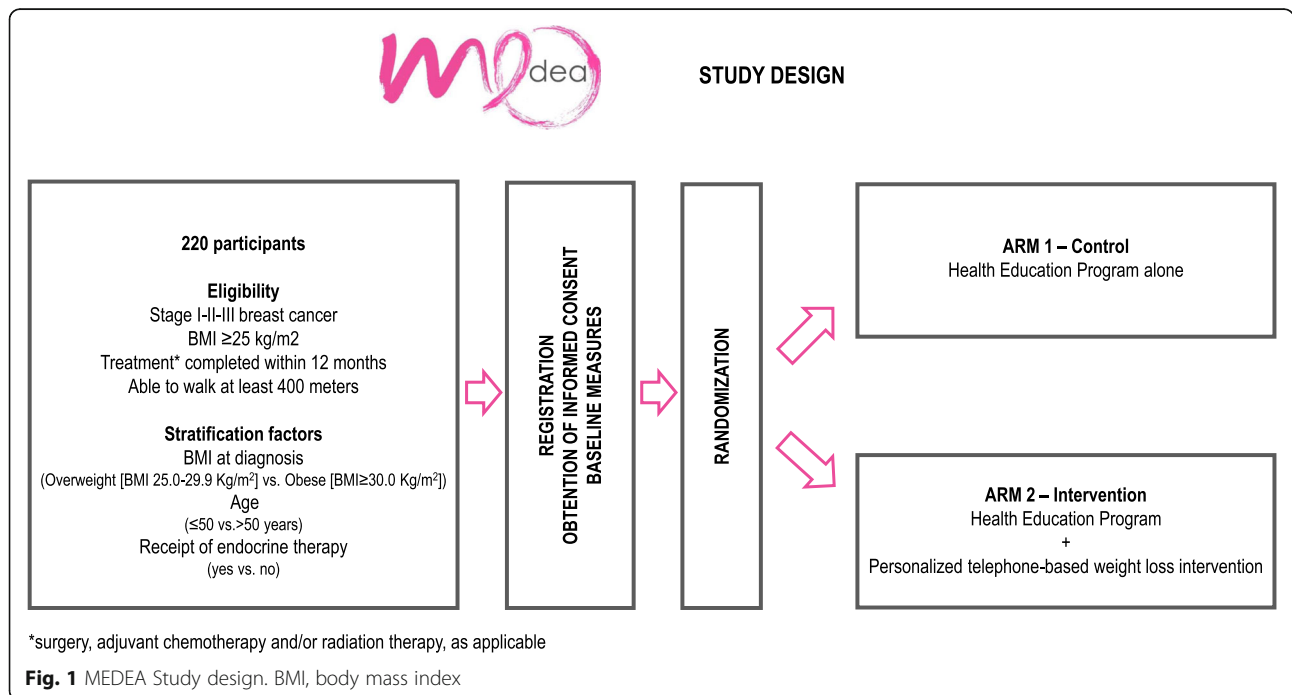 me dea
STUDY DESIGN
220 participants
Eligibility
Stage I-II-III breast cancer
BMI ≥25 kg/m2
Treatment* completed within 12 months
Able to walk at least 400 meters
Stratification factors
BMI at diagnosis
(Overweight [BMI 25.0-29.9 Kg/m²] vs. Obese [BMI≥30.0 Kg/m²])
Age
(≤50 vs.>50 years)
Receipt of endocrine therapy
(yes vs. no)
REGISTRATION
OBTENTION OF INFORMED CONSENT
BASELINE MEASURES
RANDOMIZATION
ARM 1 – Control
Health Education Program alone
ARM 2 – Intervention
Health Education Program
+
Personalized telephone-based weight loss intervention
*surgery, adjuvant chemotherapy and/or radiation therapy, as applicable
Fig. 1 MEDEA Study design. BMI, body mass index